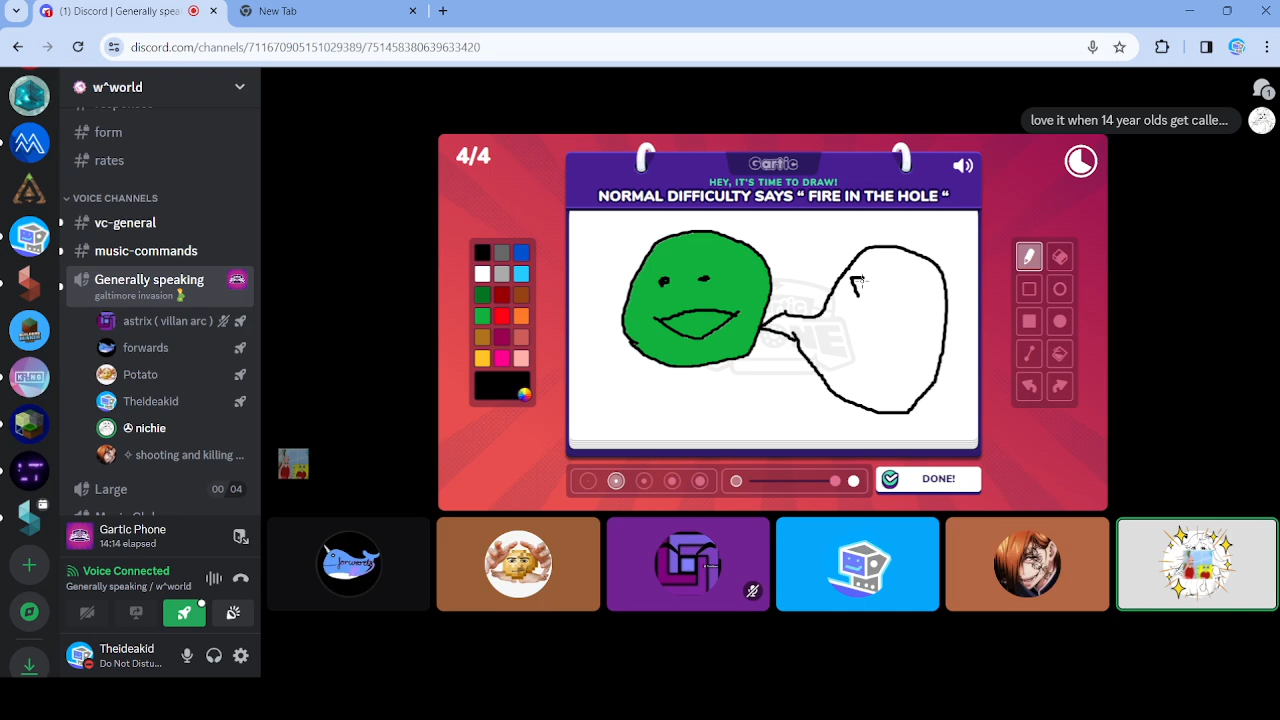 (1) Discord | Generally spea
New Tab
discord.com/channels/711670905151029389/751458380639633420
w^world
form
rates
VOICE CHANNELS
vc-general
music-commands
Generally speaking
galtimore invasion
astrix ( villan arc )
forwards
Potato
Theideakid
nichie
shooting and killing ...
Large
00 04
Gartic Phone
14:14 elapsed
Voice Connected
Generally speaking / w^world
Theideakid
Do Not Distu...
1
love it when 14 year olds get calle...
4/4
Gartic
HEY, IT'S TIME TO DRAW!
NORMAL DIFFICULTY SAYS “ FIRE IN THE HOLE “
F
DONE!
forwards